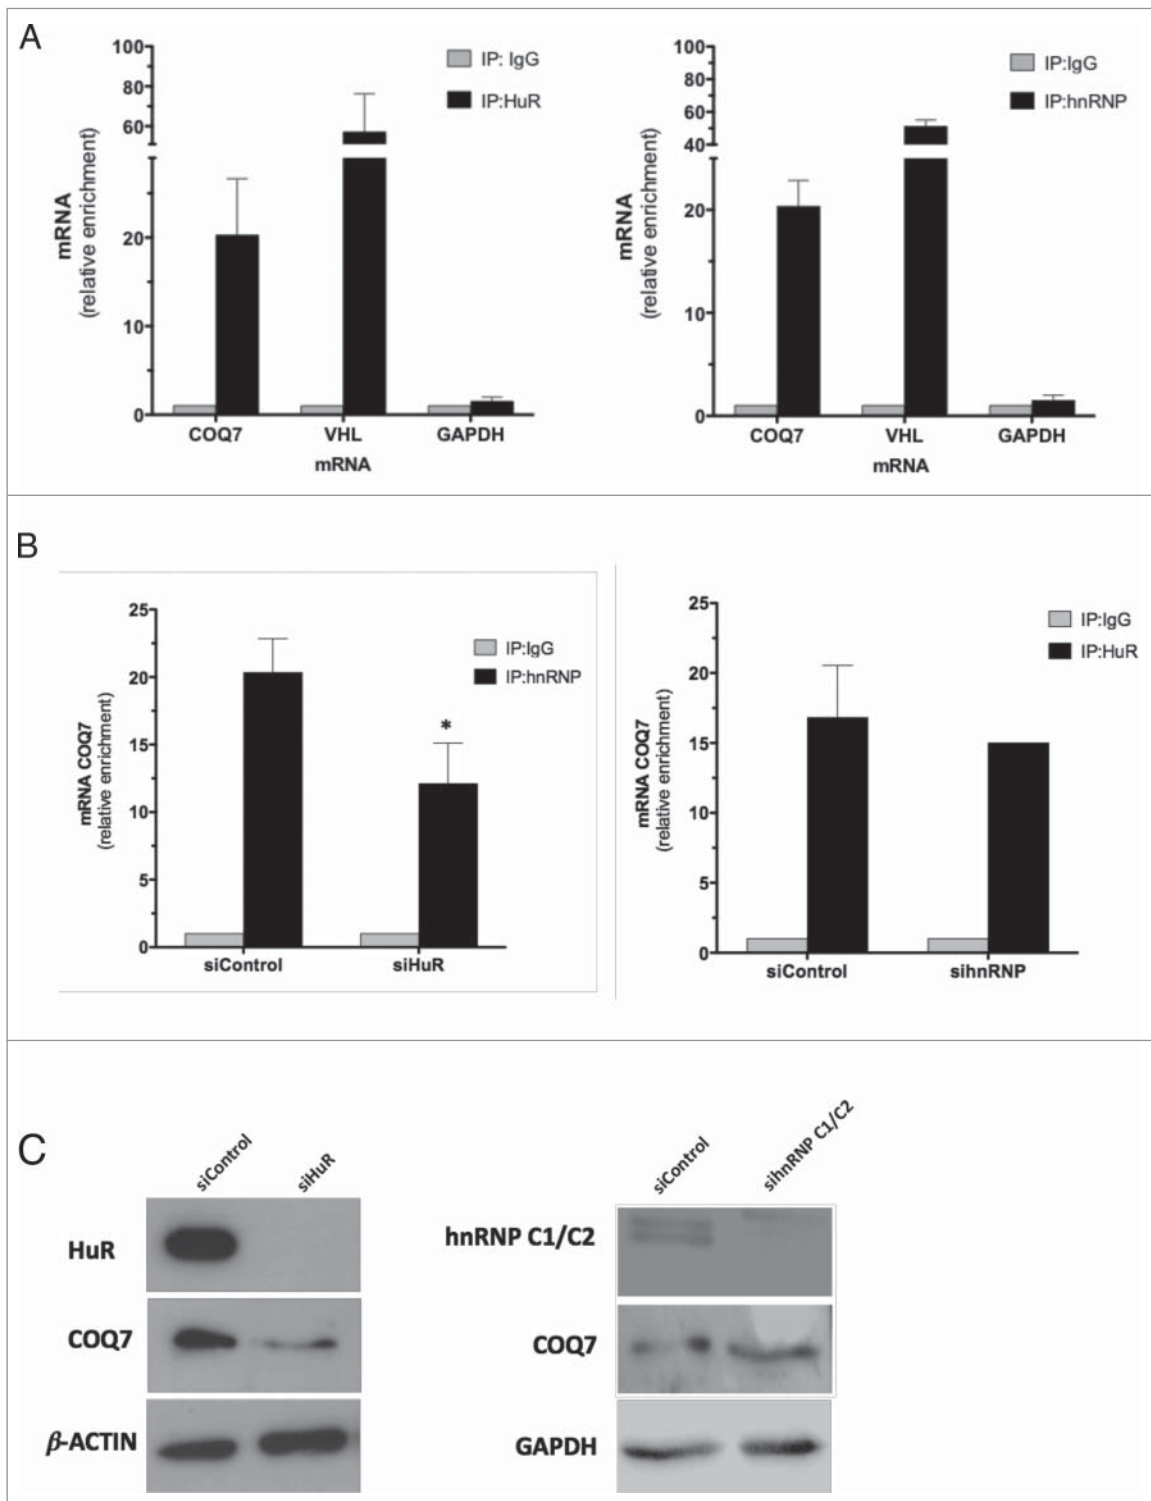 A
100
80
60
20
10
0
mRNA
(relative enrichment)
IP: IgG
IP:HuR
COQ7 VHL GAPDH
mRNA
100
80
60
40
20
10
0
mRNA
(relative enrichment)
IP:IgG
IP:hnRNP
COQ7 VHL GAPDH
mRNA
B
25
20
15
10
5
0
mRNA COQ7
(relative enrichment)
IP:IgG
IP:hnRNP
*
siControl siHuR
25
20
15
10
5
0
mRNA COQ7
(relative enrichment)
IP:IgG
IP:HuR
siControl sihnRNP
C
siControl siHuR
HuR
COQ7
β-ACTIN
siControl sihnRNP C1/C2
hnRNP C1/C2
COQ7
GAPDH